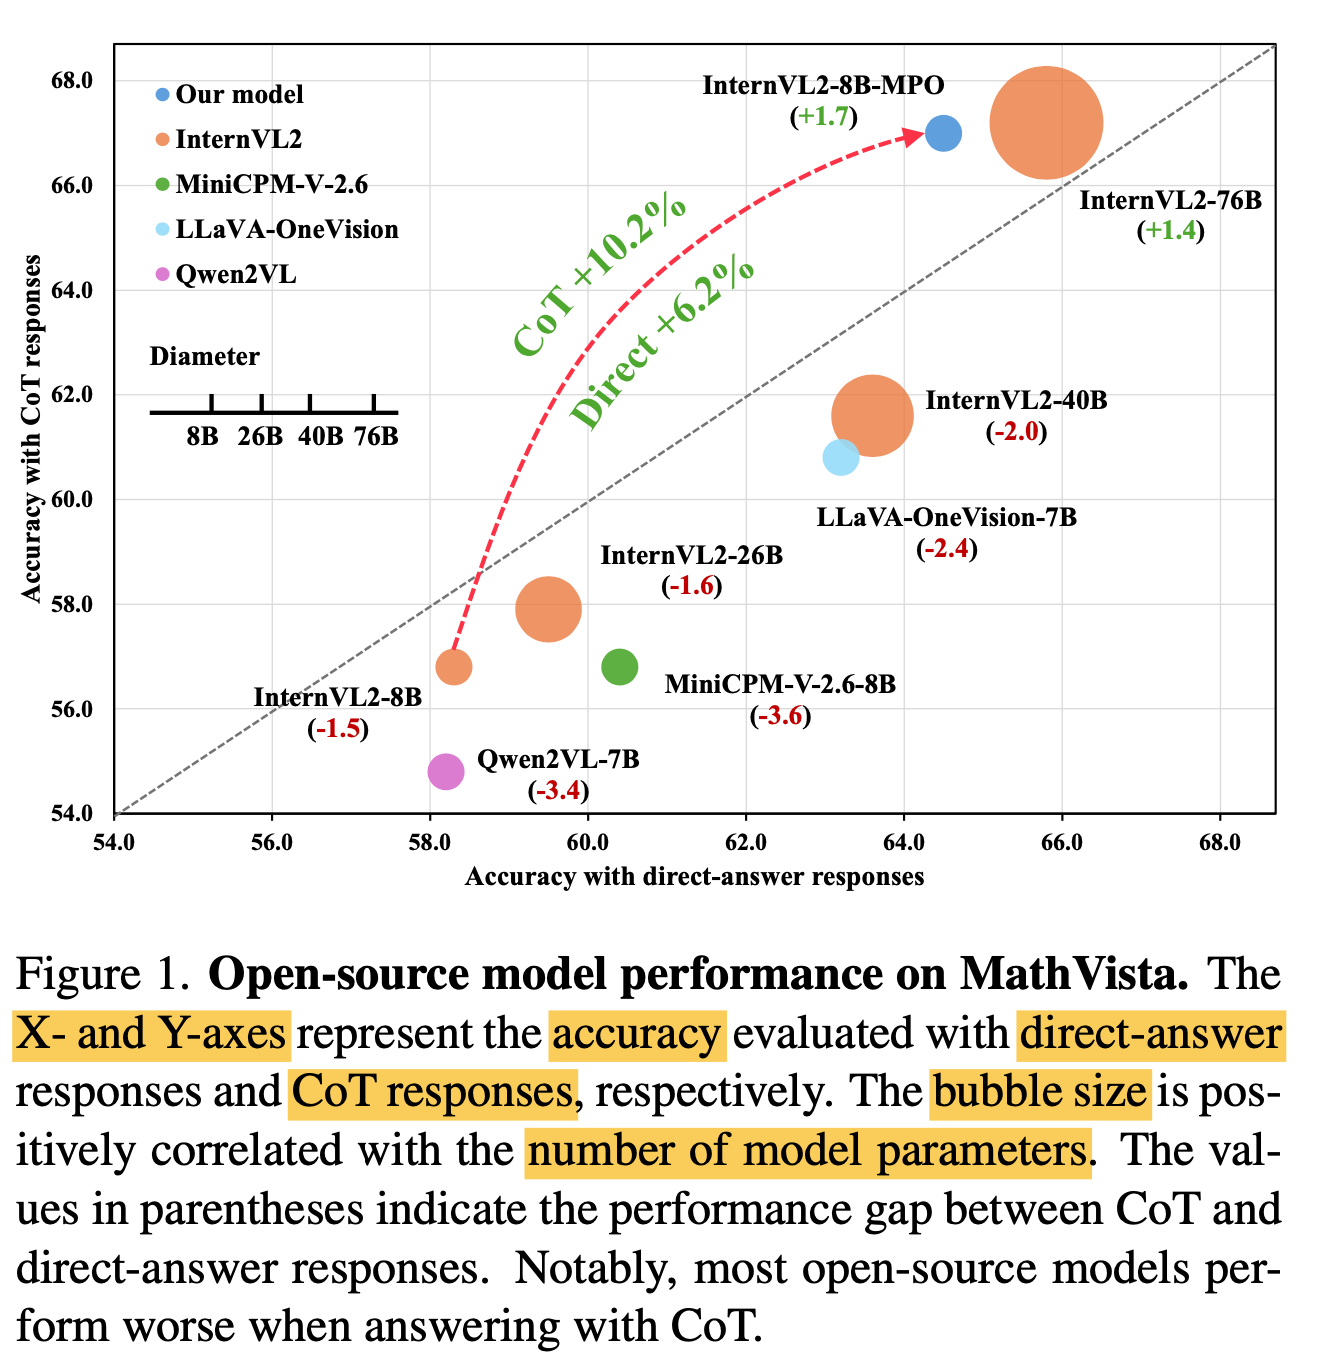 68.0
66.0
64.0
62.0
60.0
58.0
56.0
54.0
Accuracy with CoT responses
Our model
InternVL2
MiniCPM-V-2.6
LLaVA-OneVision
Qwen2VL
Diameter
8B 26B 40B 76B
InternVL2-8B-MPO
(+1.7)
InternVL2-76B
(+1.4)
CoT +10.2%
Direct +6.2%
InternVL2-40B
(-2.0)
LLaVA-OneVision-7B
(-2.4)
InternVL2-26B
(-1.6)
MiniCPM-V-2.6-8B
(-3.6)
InternVL2-8B
(-1.5)
Qwen2VL-7B
(-3.4)
54.0 56.0 58.0 60.0 62.0 64.0 66.0 68.0
Accuracy with direct-answer responses
Figure 1. Open-source model performance on MathVista. The
X- and Y-axes represent the accuracy evaluated with direct-answer
responses and CoT responses, respectively. The bubble size is pos-
itively correlated with the number of model parameters. The val-
ues in parentheses indicate the performance gap between CoT and
direct-answer responses. Notably, most open-source models per-
form worse when answering with CoT.